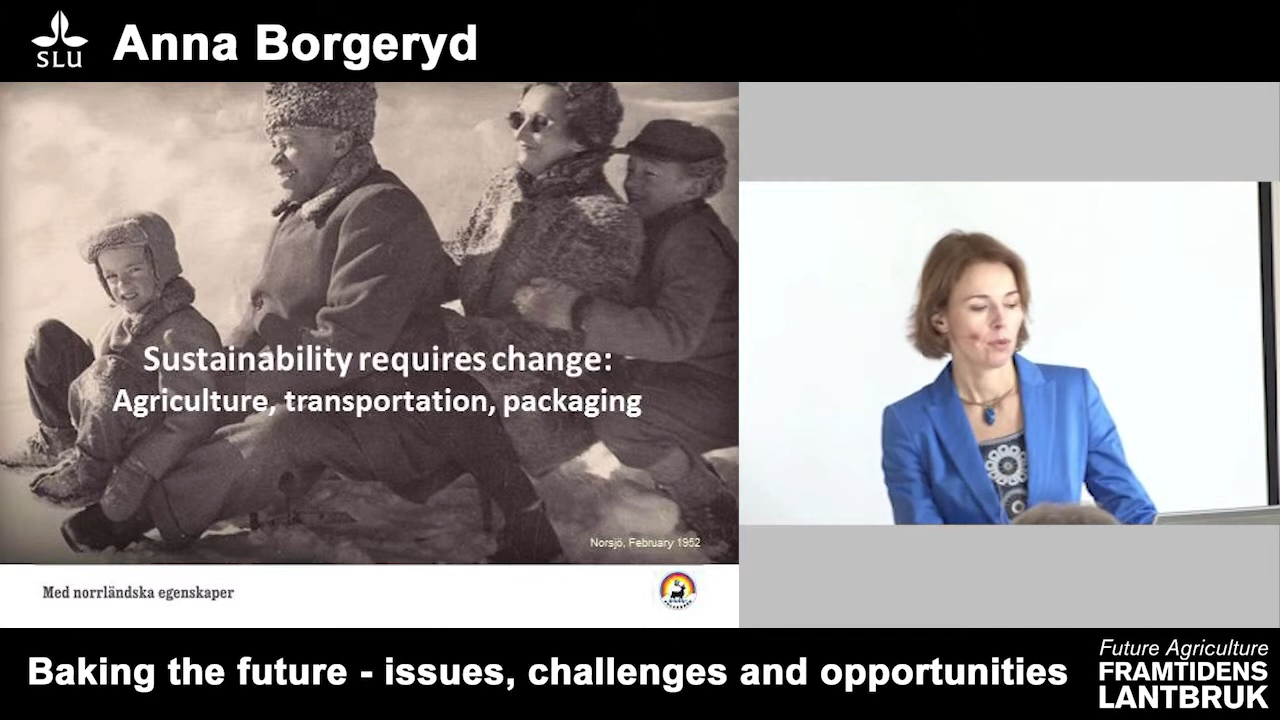 SLU
Anna Borgeryd
Sustainability requires change:
Agriculture, transportation, packaging
Norsjö, February 1952
Med norrländska egenskaper
Baking the future - issues, challenges and opportunities
Future Agriculture
FRAMTIDENS
LANTBRUK